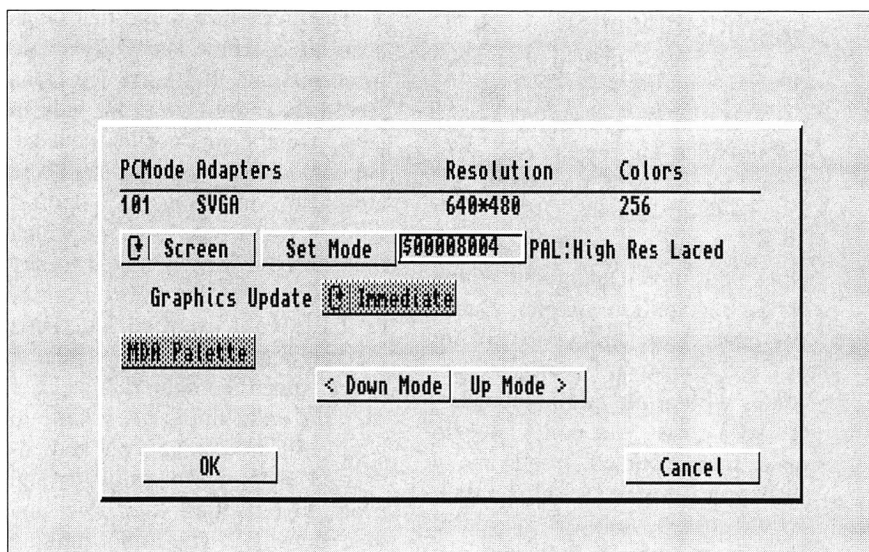 PCMode Adapters Resolution Colors
101 SVGA 640*480 256
Screen Set Mode $00008004 PAL:High Res Laced
Graphics Update Immediate
MDA Palette
< Down Mode Up Mode >
OK Cancel